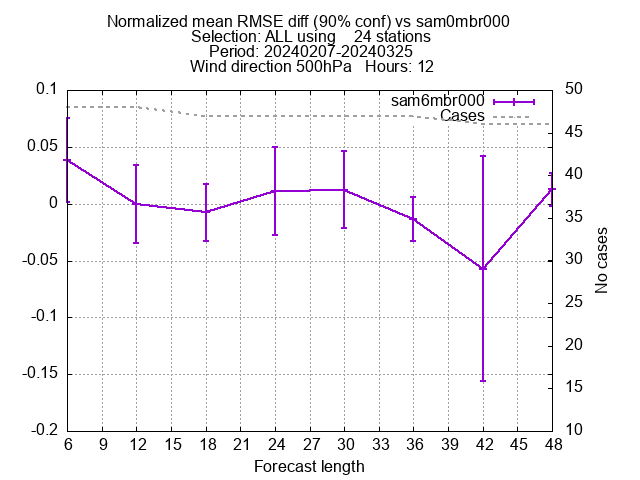 Normalized mean RMSE diff (90% conf) vs sam0mbr000
Selection: ALL using    24 stations
Period: 20240207-20240325
Wind direction 500hPa   Hours: 12
sam6mbr000
Cases
0.1
0.05
0
-0.05
-0.1
-0.15
-0.2
50
45
40
35
30
25
20
15
10
No cases
6 9 12 15 18 21 24 27 30 33 36 39 42 45 48
Forecast length